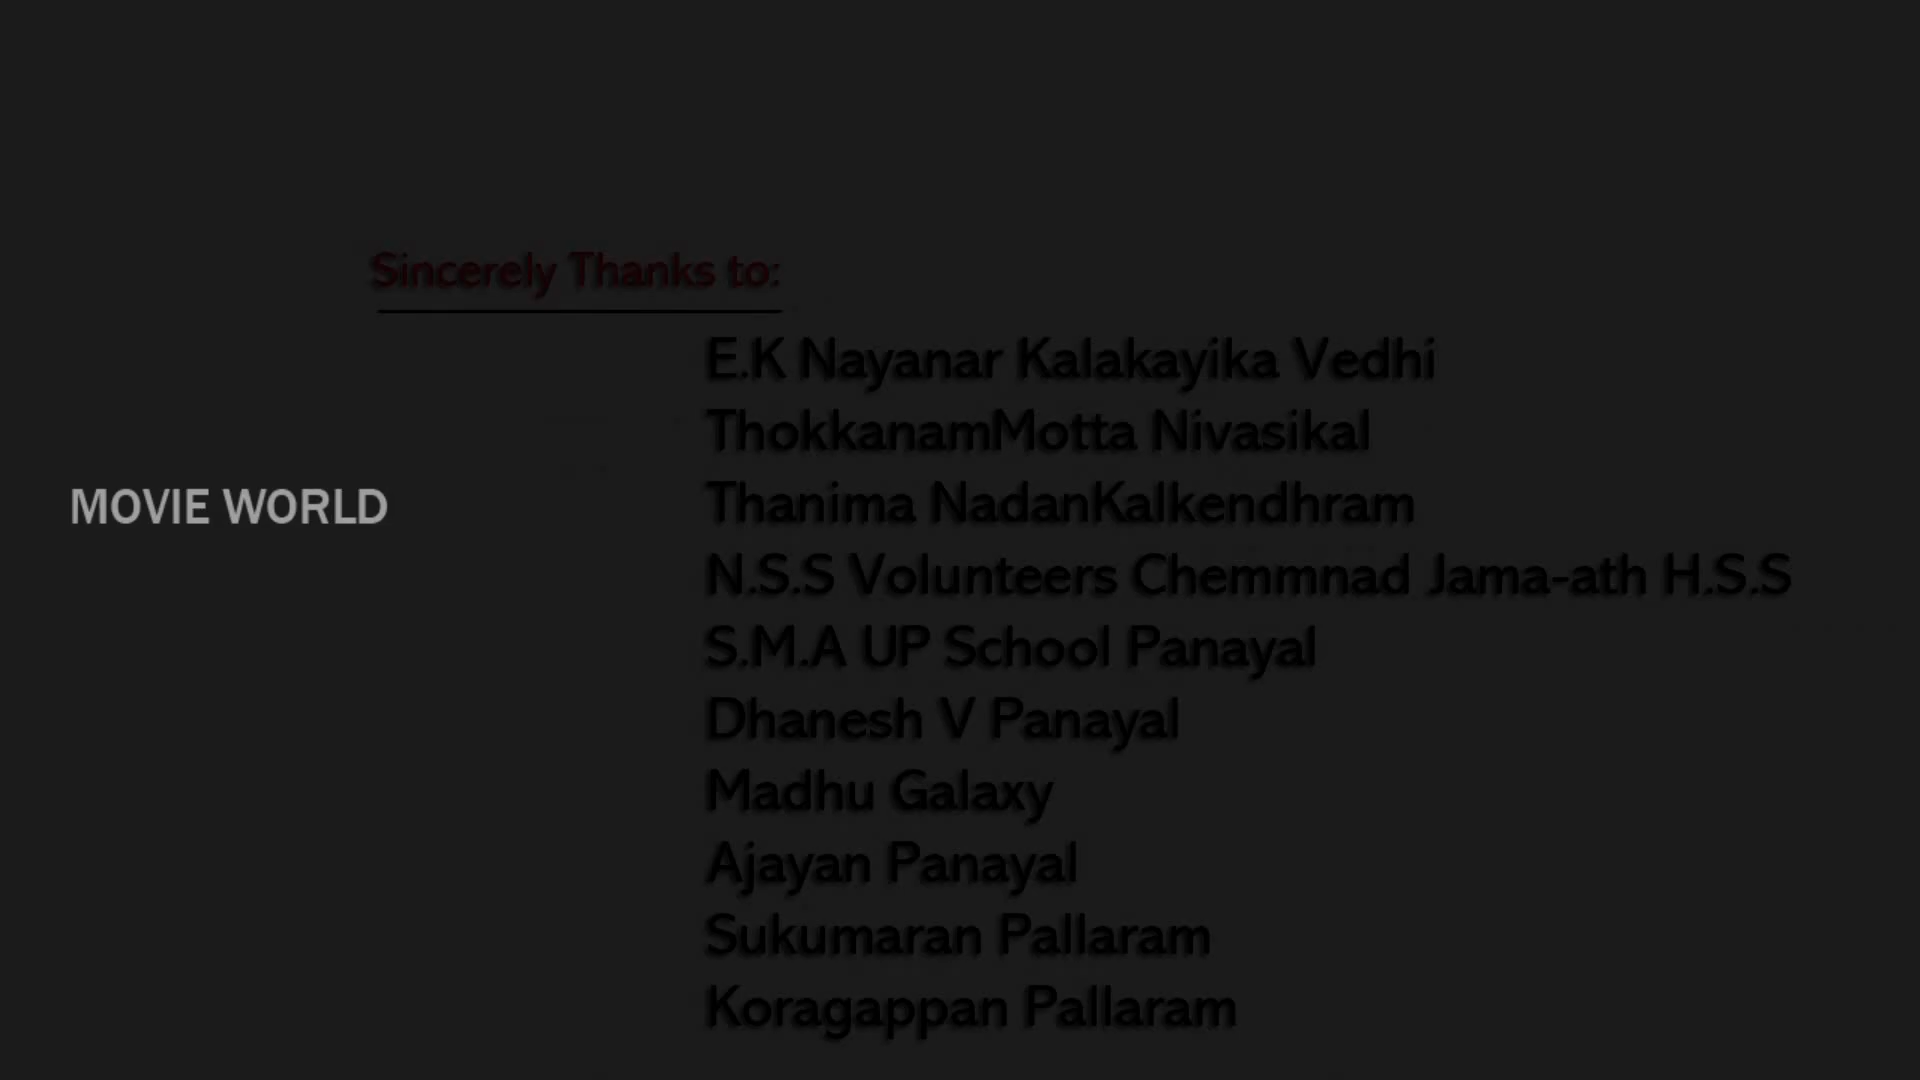 Sincerely Thanks to:
E.K Nayanar Kalakayika Vedhi
ThokkanamMotta Nivasikal
MOVIE WORLD
Thanima NadanKalkendhram
N.S.S Volunteers Chemmnad Jama-ath H.S.S
S.M.A UP School Panayal
Dhanesh V Panayal
Madhu Galaxy
Ajayan Panayal
Sukumaran Pallaram
Koragappan Pallaram